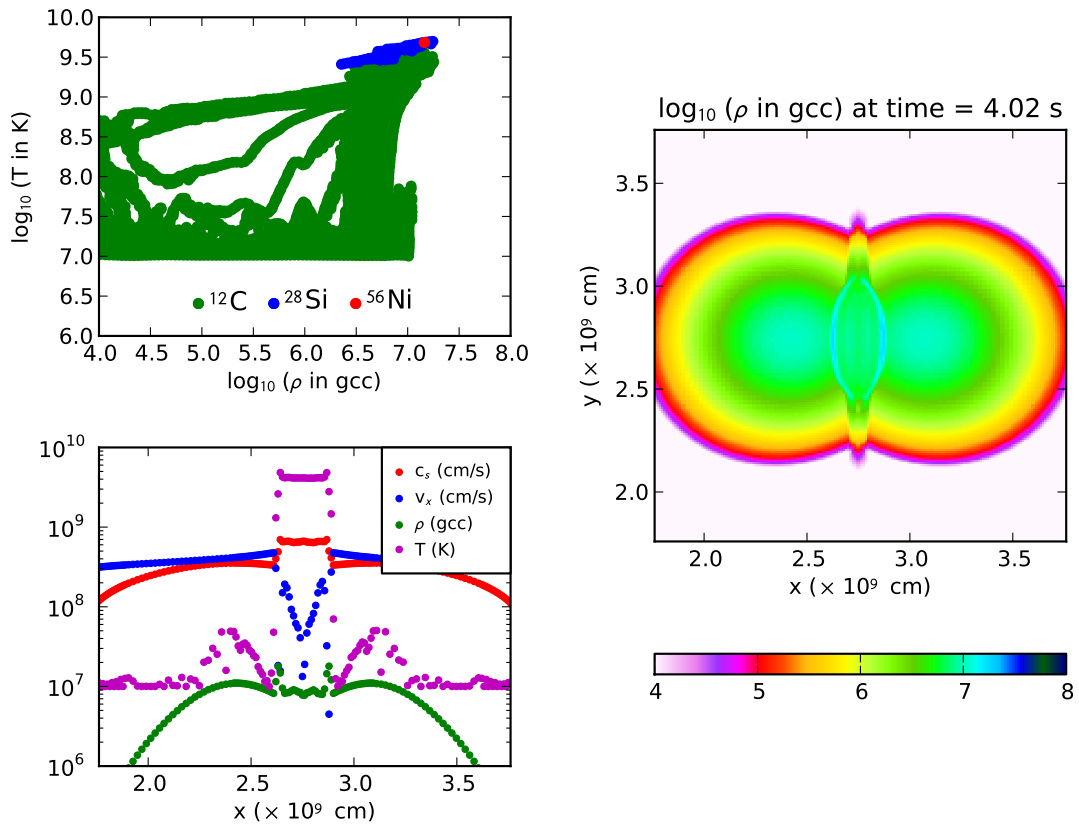 10.0
9.5
9.0
8.5
8.0
7.5
7.0
6.5
6.0
log₁₀ (T in K)
¹²C ²⁸Si ⁵⁶Ni
4.0 4.5 5.0 5.5 6.0 6.5 7.0 7.5 8.0
log₁₀ (ρ in gcc)
log₁₀ (ρ in gcc) at time = 4.02 s
3.5
3.0
2.5
2.0
y (× 10⁹ cm)
2.0 2.5 3.0 3.5
x (× 10⁹ cm)
4 5 6 7 8
10¹⁰
10⁹
10⁸
10⁷
10⁶
cₛ (cm/s)
vₓ (cm/s)
ρ (gcc)
T (K)
2.0 2.5 3.0 3.5
x (× 10⁹ cm)